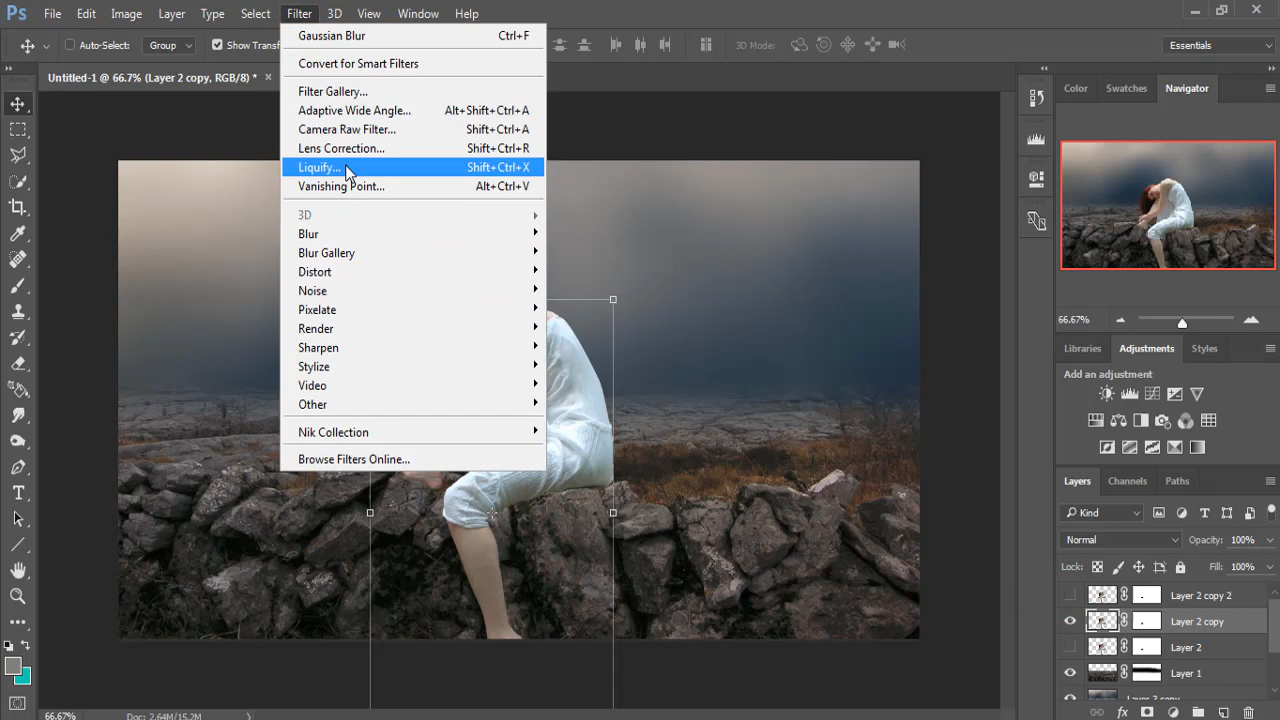 Ps File Edit Image Layer Type Select Filter 3D View Window Help
Auto-Select: Group Show Transf 3D Mode: Essentials
Untitled-1 @ 66.7% (Layer 2 copy, RGB/8) * ×
Gaussian Blur Ctrl+F
Convert for Smart Filters
Filter Gallery...
Adaptive Wide Angle... Alt+Shift+Ctrl+A
Camera Raw Filter... Shift+Ctrl+A
Lens Correction... Shift+Ctrl+R
Liquify... Shift+Ctrl+X
Vanishing Point... Alt+Ctrl+V
3D
Blur
Blur Gallery
Distort
Noise
Pixelate
Render
Sharpen
Stylize
Video
Other
Nik Collection
Browse Filters Online...
Color Swatches Navigator
66.67%
Libraries Adjustments Styles
Add an adjustment
Layers Channels Paths
Kind
Normal Opacity: 100%
Lock: Fill: 100%
Layer 2 copy 2
Layer 2 copy
Layer 2
Layer 1
Layer 3 copy
66.67% Doc: 2.64M/15.2M